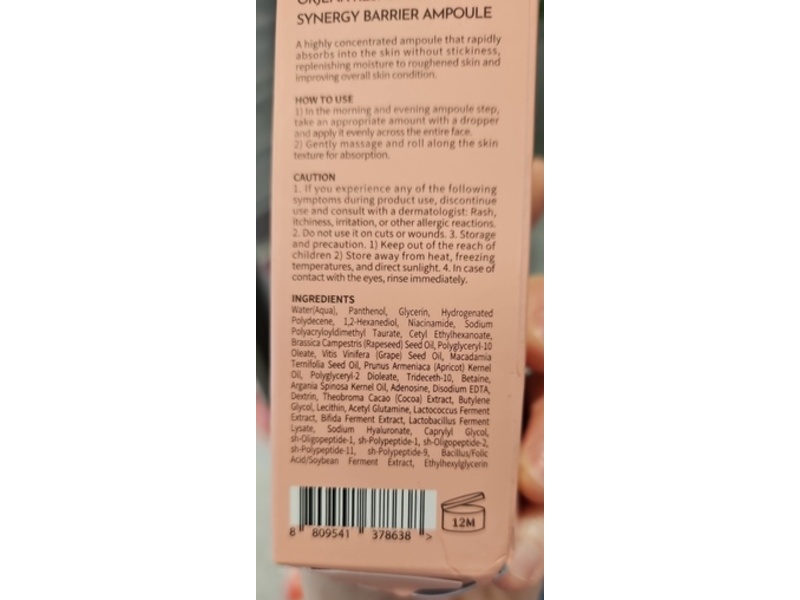 SYNERGY BARRIER AMPOULE
A highly concentrated ampoule that rapidly
absorbs into the skin without stickiness,
replenishing moisture to roughened skin and
improving overall skin condition.
HOW TO USE
1) In the morning and evening ampoule step,
take an appropriate amount with a dropper
and apply it evenly across the entire face.
2) Gently massage and roll along the skin
texture for absorption.
CAUTION
1. If you experience any of the following
symptoms during product use, discontinue
use and consult with a dermatologist: Rash,
itchiness, irritation, or other allergic reactions.
2. Do not use it on cuts or wounds. 3. Storage
and precaution. 1) Keep out of the reach of
children 2) Store away from heat, freezing
temperatures, and direct sunlight. 4. In case of
contact with the eyes, rinse immediately.
INGREDIENTS
Water(Aqua), Panthenol, Glycerin, Hydrogenated
Polydecene, 1,2-Hexanediol, Niacinamide, Sodium
Polyacryloyldimethyl Taurate, Cetyl Ethylhexanoate,
Brassica Campestris (Rapeseed) Seed Oil, Polyglyceryl-10
Oleate, Vitis Vinifera (Grape) Seed Oil, Macadamia
Ternifolia Seed Oil, Prunus Armeniaca (Apricot) Kernel
Oil, Polyglyceryl-2 Dioleate, Trideceth-10, Betaine,
Argania Spinosa Kernel Oil, Adenosine, Disodium EDTA,
Dextrin, Theobroma Cacao (Cocoa) Extract, Butylene
Glycol, Lecithin, Acetyl Glutamine, Lactococcus Ferment
Extract, Bifida Ferment Extract, Lactobacillus Ferment
Lysate, Sodium Hyaluronate, Caprylyl Glycol,
sh-Oligopeptide-1, sh-Polypeptide-1, sh-Oligopeptide-2,
sh-Polypeptide-11, sh-Polypeptide-9, Bacillus/Folic
Acid/Soybean Ferment Extract, Ethylhexylglycerin
12M
8 809541 378638 >